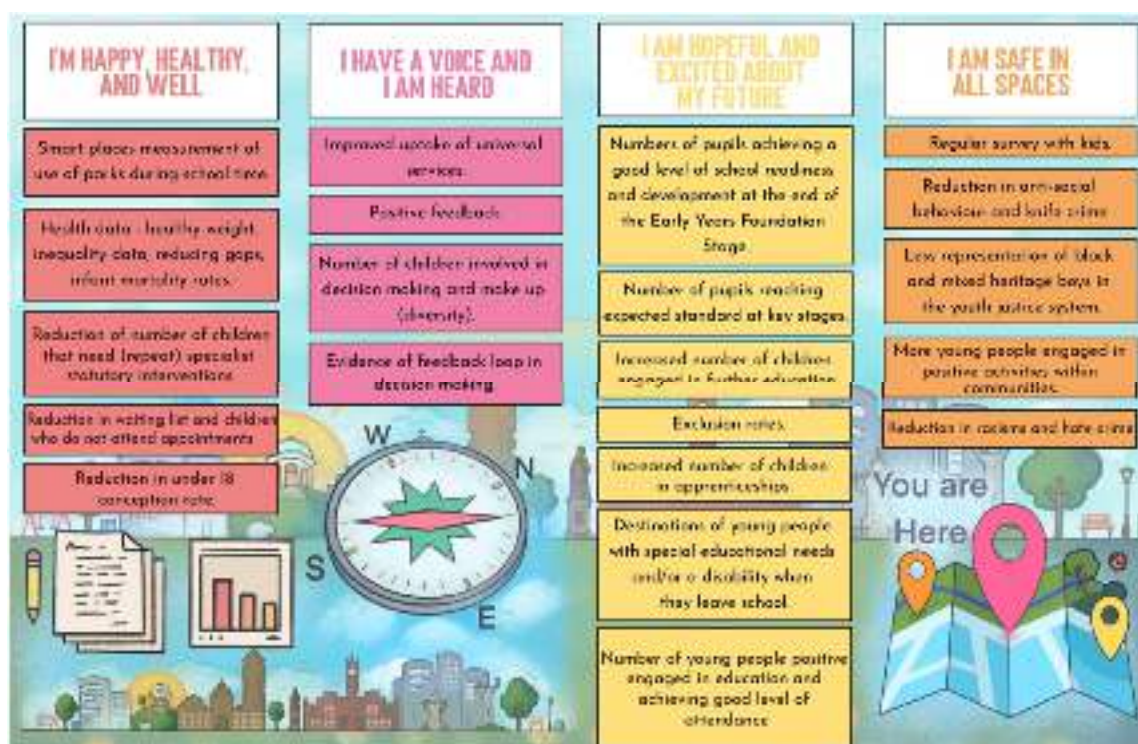 I'M HAPPY, HEALTHY,
AND WELL
Smart places measurement of
use of parks during school time.
Health data - healthy weight,
inequality data, reducing gaps,
infant mortality rates.
Reduction of number of children
that need (repeat) specialist
statutory interventions
Reduction in waiting list and children
who do not attend appointments
Reduction in under 18
conception rate.
I HAVE A VOICE AND
I AM HEARD
Improved uptake of universal
services.
Positive feedback.
Number of children involved in
decision making and make up
(diversity).
Evidence of feedback loop in
decision making.
I AM HOPEFUL AND
EXCITED ABOUT
MY FUTURE
Numbers of pupils achieving a
good level of school readiness
and development at the end of
the Early Years Foundation
Stage.
Number of pupils reaching
expected standard at key stages.
Increased number of children
engaged in further education
Exclusion rates.
Increased number of children
in apprenticeships.
Destinations of young people
with special educational needs
and/or a disability when
they leave school.
Number of young people positive
engaged in education and
achieving good level of
attendance
I AM SAFE IN
ALL SPACES
Regular survey with kids.
Reduction in anti-social
behaviour and knife crime
Less representation of black
and mixed heritage boys in
the youth justice system.
More young people engaged in
positive activities within
communities.
Reduction in racism and hate crime
W
N
S
E
You are
Here